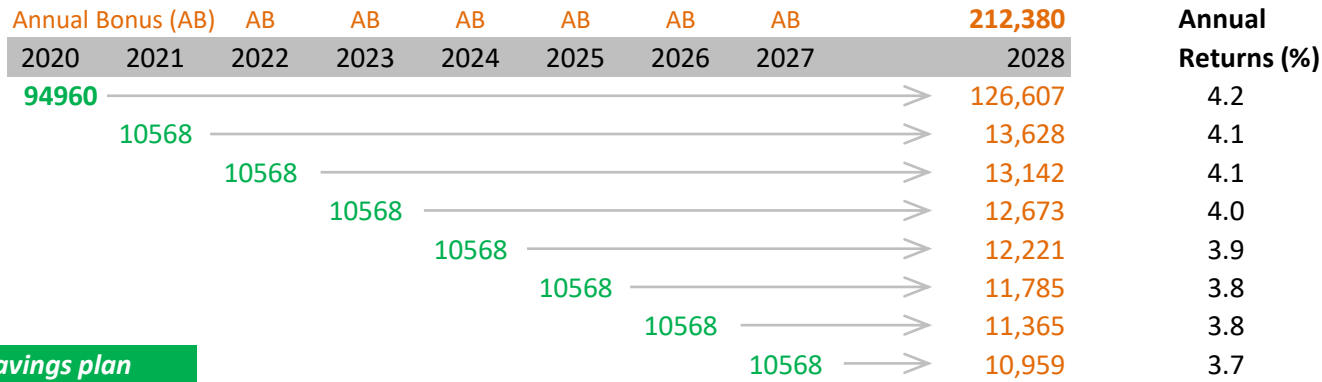 Annual Bonus (AB) AB AB AB AB AB AB 212,380 Annual
2020 2021 2022 2023 2024 2025 2026 2027 2028 Returns (%)
94960 126,607 4.2
10568 13,628 4.1
10568 13,142 4.1
10568 12,673 4.0
10568 12,221 3.9
10568 11,785 3.8
10568 11,365 3.8
10568 10,959 3.7
avings plan